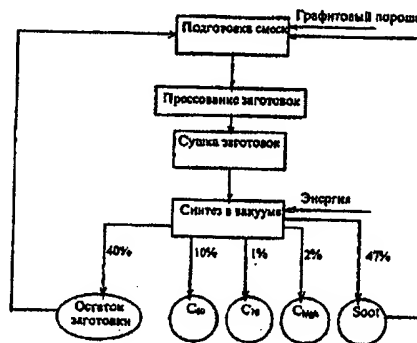 Графитовый порошок
Подготовка смеси
Прессование заготовок
Сушка заготовок
Энергия
Синтез в вакууме
40%
10%
1%
2%
47%
Остаток
заготовки
C₆₀
C₇₀
Soot